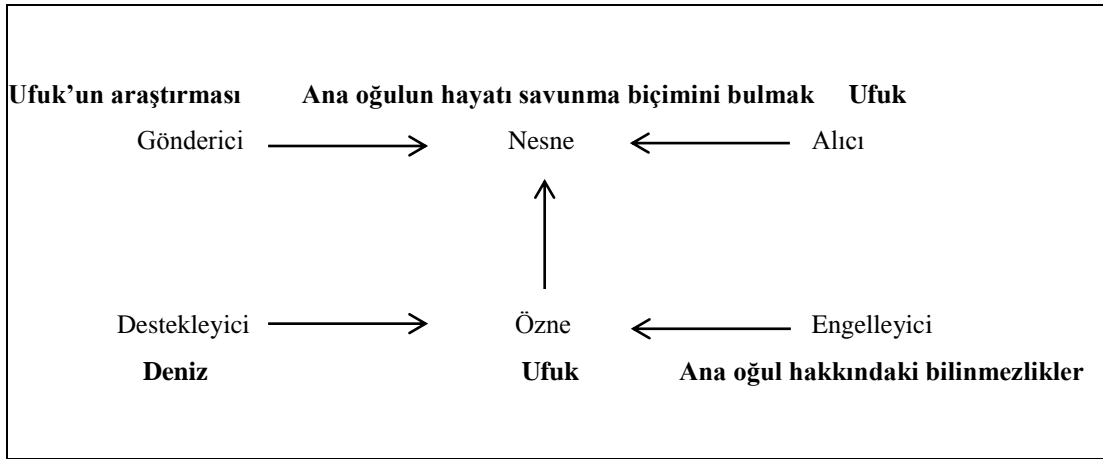 Ufuk’un araştırması Ana oğulun hayatı savunma biçimini bulmak Ufuk
Gönderici Nesne Alıcı
Destekleyici Özne Engelleyici
Deniz Ufuk Ana oğul hakkındaki bilinmezlikler